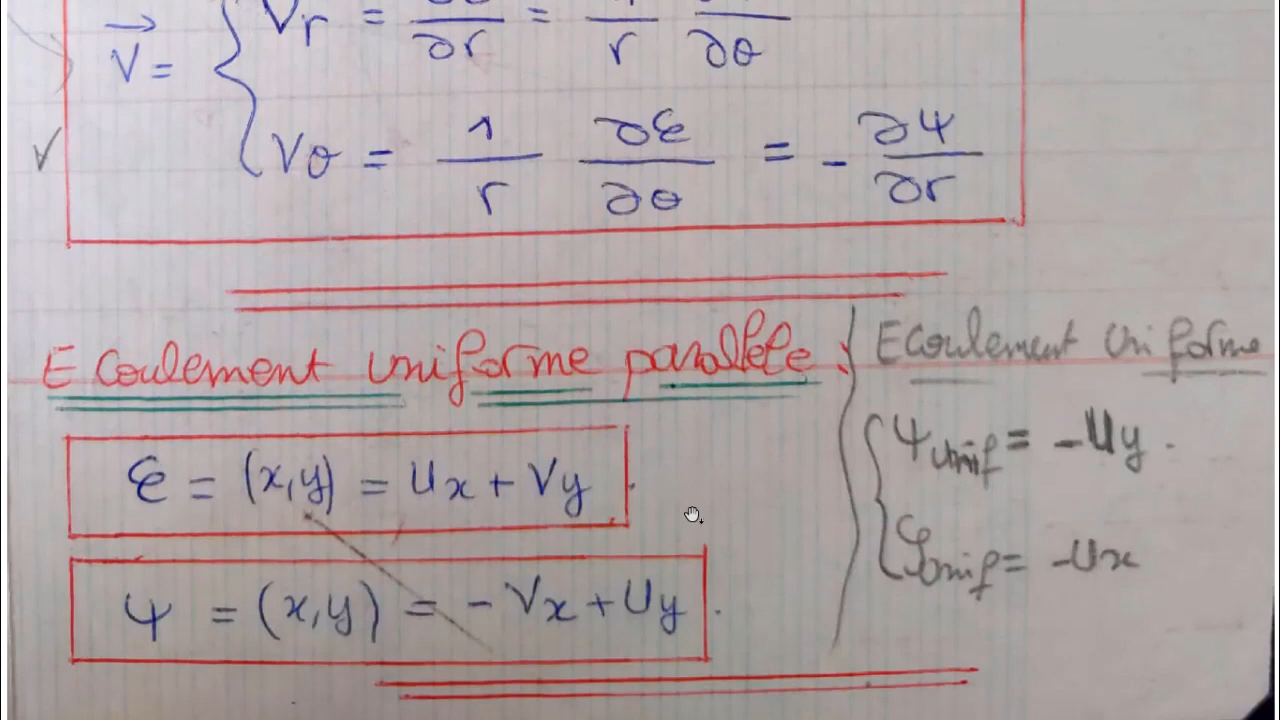 V⃗ = { Vr = ∂ / ∂r = 1/r ∂ / ∂θ
Vθ = 1/r ∂ℰ/∂θ = - ∂Ψ/∂r
Ecoulement uniforme parallèle :
ℰ = (x,y) = Ux + Vy .
Ψ = (x,y) = - Vx + Uy .
Ecoulement Uniforme
Ψunif = - Uy .
φunif = - Ux